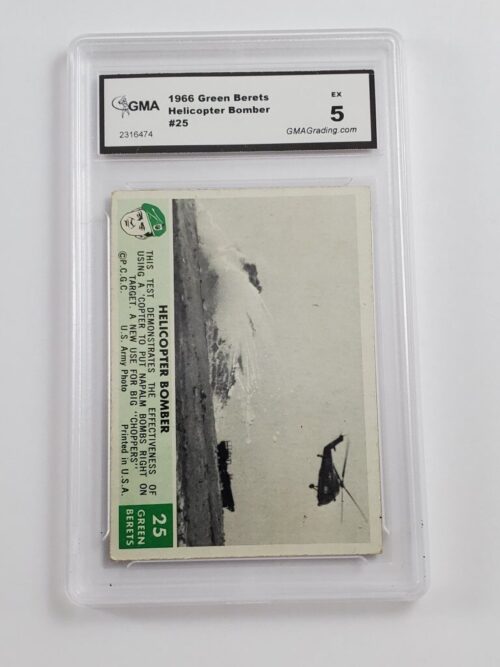 GMA
2316474
1966 Green Berets
Helicopter Bomber
#25
EX
5
GMAGrading.com
HELICOPTER BOMBER
THIS TEST DEMONSTRATES THE EFFECTIVENESS OF
USING A 'COPTER TO PUT NAPALM BOMBS RIGHT ON
TARGET. A NEW USE FOR BIG "CHOPPERS"
©P.C.G.C. U.S. Army Photo Printed in U.S.A.
25
GREEN
BERETS